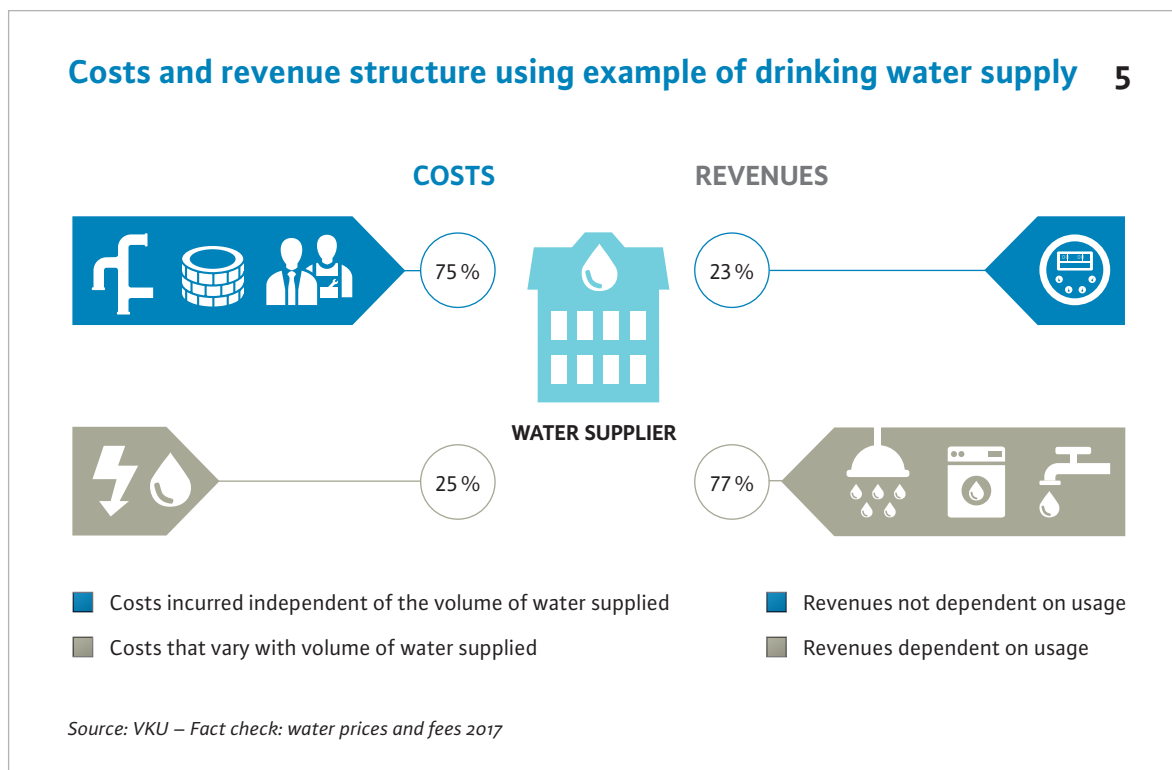 Costs and revenue structure using example of drinking water supply 5
COSTS
REVENUES
75 %
23 %
WATER SUPPLIER
25 %
77 %
Costs incurred independent of the volume of water supplied
Costs that vary with volume of water supplied
Revenues not dependent on usage
Revenues dependent on usage
Source: VKU – Fact check: water prices and fees 2017